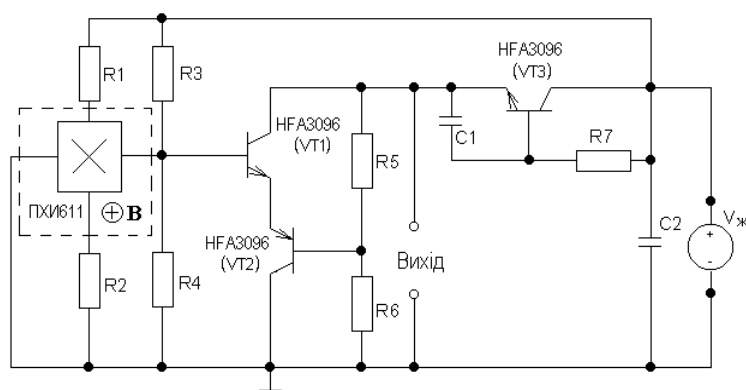 HFA3096
(VT3)
R1
R3
HFA3096
(VT1)
C1
R7
R5
ПХИ611
B
HFA3096
(VT2)
C2
Vж
+
-
Вихід
R2
R4
R6